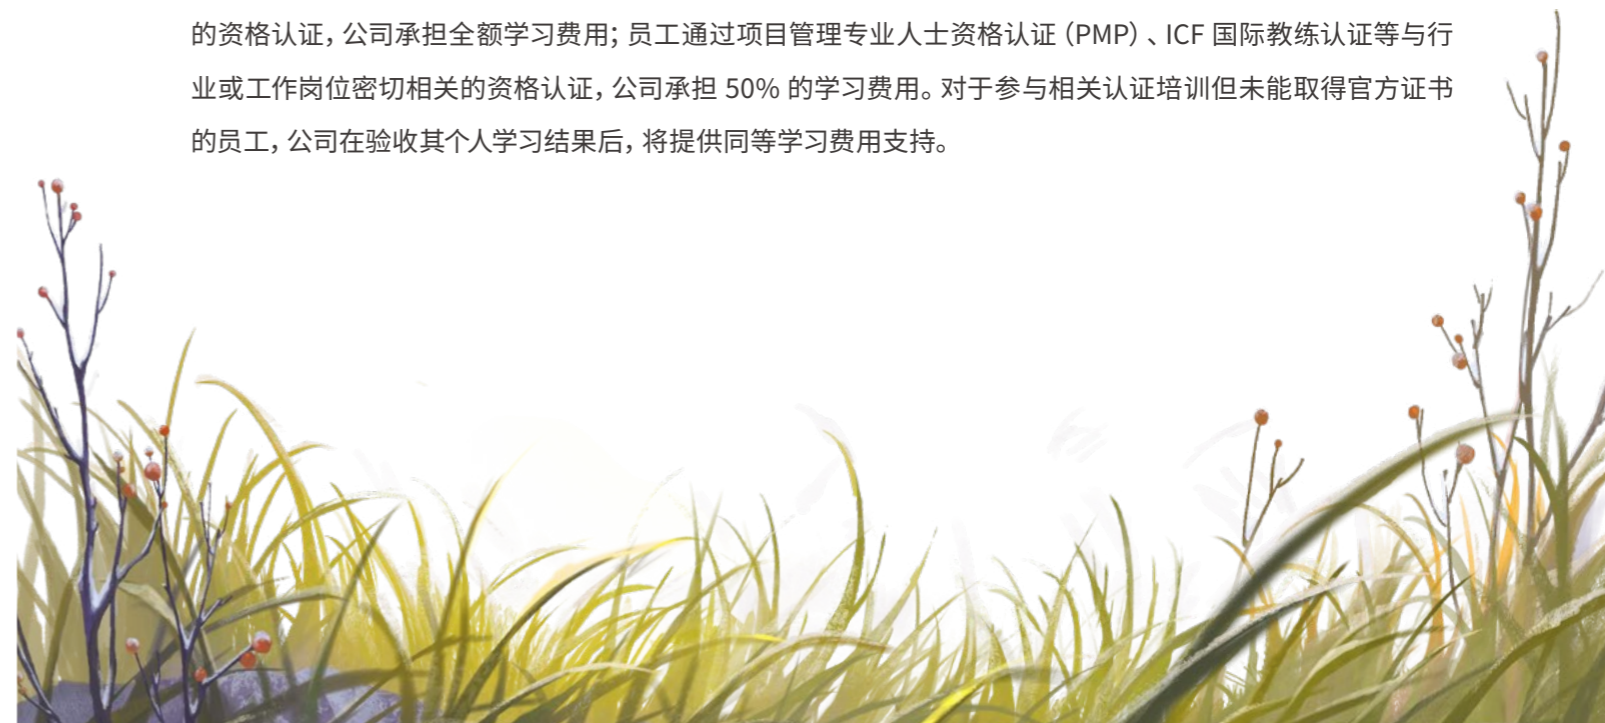 的资格认证，公司承担全额学习费用；员工通过项目管理专业人士资格认证（PMP）、ICF 国际教练认证等与行
业或工作岗位密切相关的资格认证，公司承担 50% 的学习费用。对于参与相关认证培训但未能取得官方证书
的员工，公司在验收其个人学习结果后，将提供同等学习费用支持。